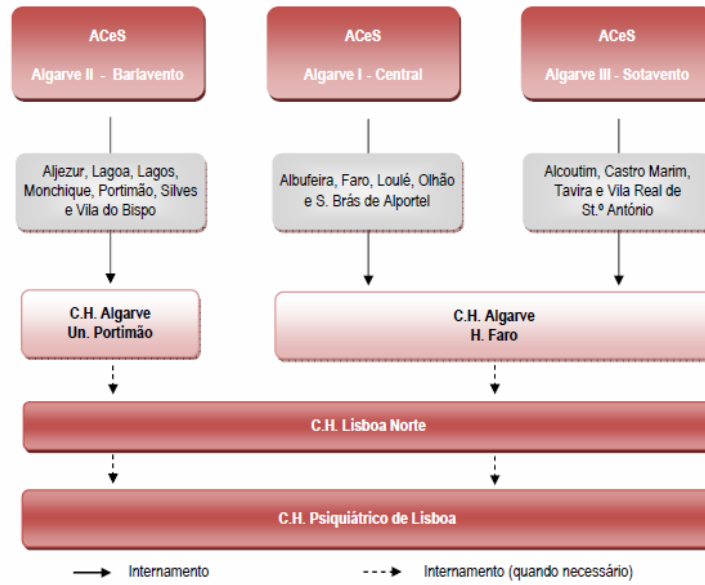 ACeS
Algarve II - Barlavento
ACeS
Algarve I - Central
ACeS
Algarve III - Sotavento
Aljezur, Lagoa, Lagos,
Monchique, Portimão, Silves
e Vila do Bispo
Albufeira, Faro, Loulé, Olhão
e S. Brás de Alportel
Alcoutim, Castro Marim,
Tavira e Vila Real de
St.º António
C.H. Algarve
Un. Portimão
C.H. Algarve
H. Faro
C.H. Lisboa Norte
C.H. Psiquiátrico de Lisboa
Internamento
Internamento (quando necessário)